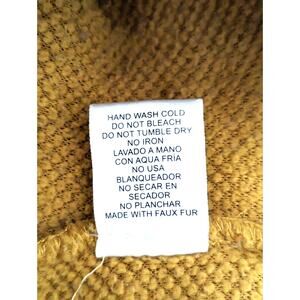 HAND WASH COLD
DO NOT BLEACH
DO NOT TUMBLE DRY
NO IRON
LAVADO A MANO
CON AQUA FRIA
NO USA
BLANQUEADOR
NO SECAR EN
SECADOR
NO PLANCHAR
MADE WITH FAUX FUR